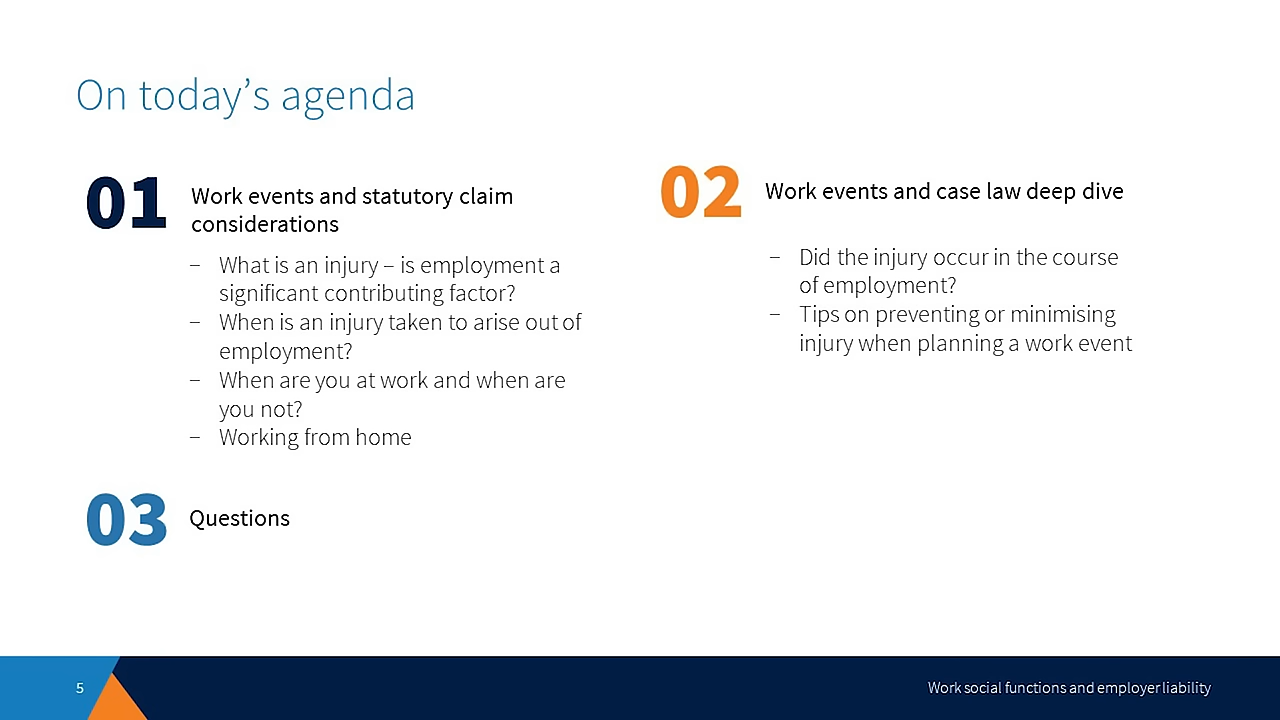 On today’s agenda
01
Work events and statutory claim
considerations
– What is an injury – is employment a
significant contributing factor?
– When is an injury taken to arise out of
employment?
– When are you at work and when are
you not?
– Working from home
02
Work events and case law deep dive
– Did the injury occur in the course
of employment?
– Tips on preventing or minimising
injury when planning a work event
03
Questions
5
Work social functions and employer liability